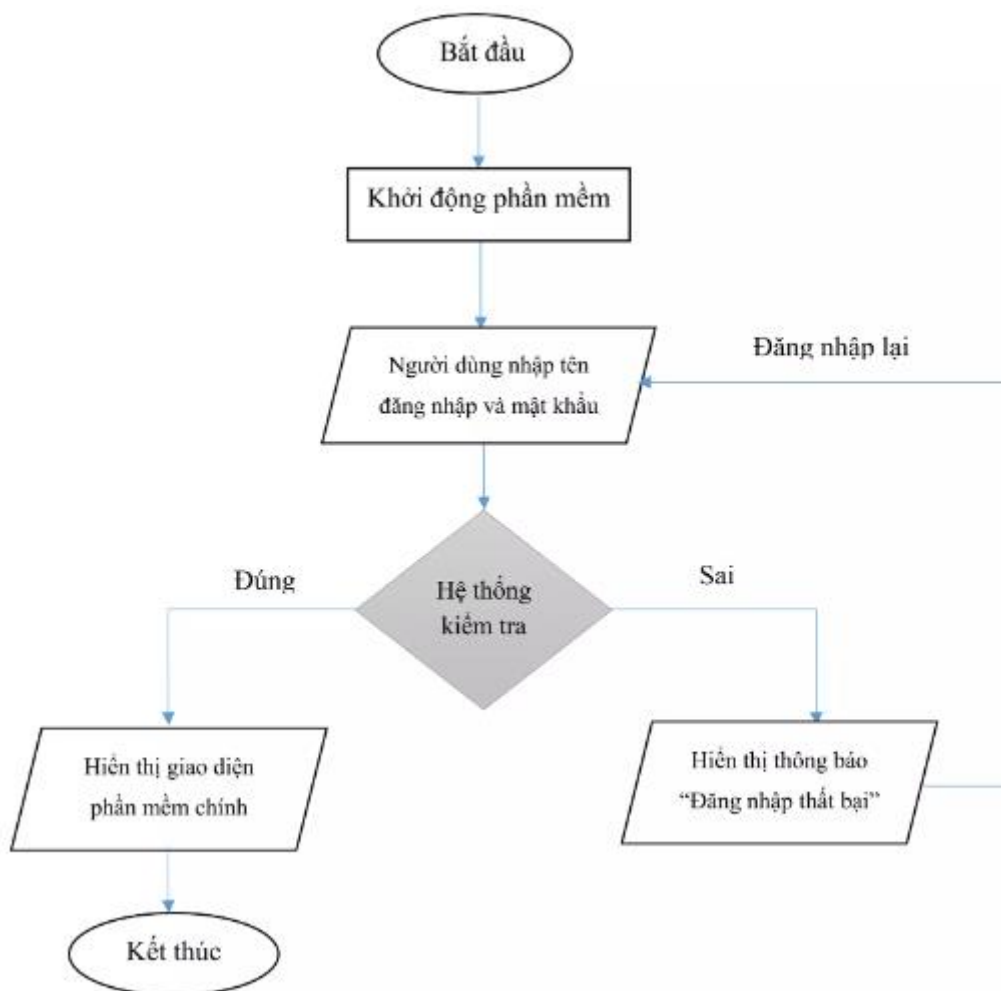 Bắt đầu
Khởi động phần mềm
Người dùng nhập tên
đăng nhập và mật khẩu
Đăng nhập lại
Đúng
Hệ thống
kiểm tra
Sai
Hiển thị giao diện
phần mềm chính
Hiển thị thông báo
“Đăng nhập thất bại”
Kết thúc